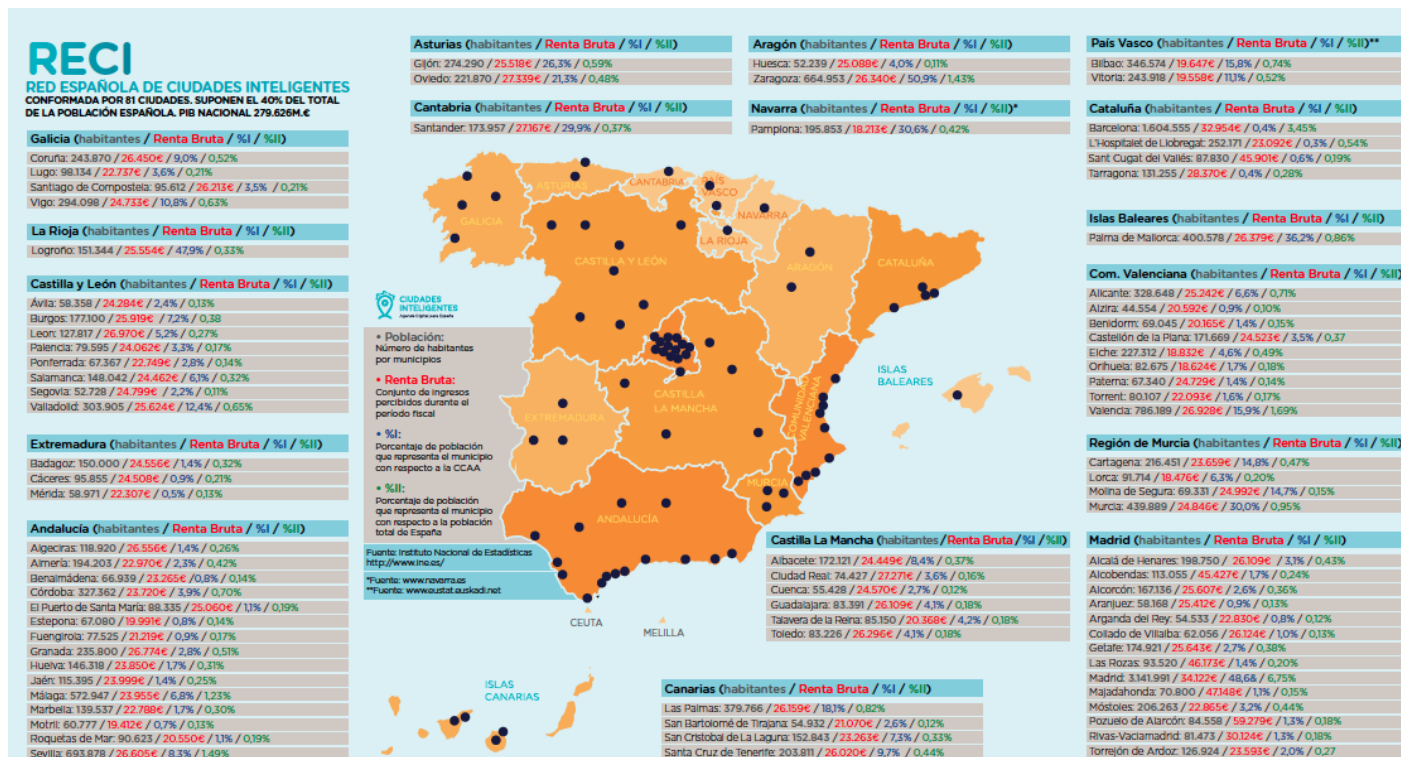 RECI
RED ESPAÑOLA DE CIUDADES INTELIGENTES
CONFORMADA POR 81 CIUDADES. SUPONEN EL 40% DEL TOTAL
DE LA POBLACIÓN ESPAÑOLA. PIB NACIONAL 279.626M.€
Galicia (habitantes / Renta Bruta / %I / %II)
Coruña: 243.870 / 26.450€ / 9,0% / 0,52%
Lugo: 98.134 / 22.737€ / 3,6% / 0,21%
Santiago de Compostela: 95.612 / 26.213€ / 3,5% / 0,21%
Vigo: 294.098 / 24.733€ / 10,8% / 0,63%
La Rioja (habitantes / Renta Bruta / %I / %II)
Logroño: 151.344 / 25.554€ / 47,9% / 0,33%
Castilla y León (habitantes / Renta Bruta / %I / %II)
Ávila: 58.358 / 24.284€ / 2,4% / 0,13%
Burgos: 177.100 / 25.919€ / 7,2% / 0,38
Leon: 127.817 / 26.970€ / 5,2% / 0,27%
Palencia: 79.595 / 24.062€ / 3,3% / 0,17%
Ponferrada: 67.367 / 22.749€ / 2,8% / 0,14%
Salamanca: 148.042 / 24.462€ / 6,1% / 0,32%
Segovia: 52.728 / 24.799€ / 2,2% / 0,11%
Valladolid: 303.905 / 25.624€ / 12,4% / 0,65%
Extremadura (habitantes / Renta Bruta / %I / %II)
Badagoz: 150.000 / 24.556€ / 1,4% / 0,32%
Cáceres: 95.855 / 24.508€ / 0,9% / 0,21%
Mérida: 58.971 / 22.307€ / 0,5% / 0,13%
Andalucía (habitantes / Renta Bruta / %I / %II)
Algeciras: 118.920 / 26.556€ / 1,4% / 0,26%
Almería: 194.203 / 22.970€ / 2,3% / 0,42%
Benalmádena: 66.939 / 23.265€ /0,8% / 0,14%
Córdoba: 327.362 / 23.720€ / 3,9% / 0,70%
El Puerto de Santa María: 88.335 / 25.060€ / 1,1% / 0,19%
Estepona: 67.080 / 19.991€ / 0,8% / 0,14%
Fuengirola: 77.525 / 21.219€ / 0,9% / 0,17%
Granada: 235.800 / 26.774€ / 2,8% / 0,51%
Huelva: 146.318 / 23.850€ / 1,7% / 0,31%
Jaén: 115.395 / 23.999€ / 1,4% / 0,25%
Málaga: 572.947 / 23.955€ / 6,8% / 1,23%
Marbella: 139.537 / 22.788€ / 1,7% / 0,30%
Motril: 60.777 / 19.412€ / 0,7% / 0,13%
Roquetas de Mar: 90.623 / 20.550€ / 1,1% / 0,19%
Sevilla: 693.878 / 26.605€ / 8,3% / 1,49%
Asturias (habitantes / Renta Bruta / %I / %II)
Gijón: 274.290 / 25.518€ / 26,3% / 0,59%
Oviedo: 221.870 / 27.339€ / 21,3% / 0,48%
Cantabria (habitantes / Renta Bruta / %I / %II)
Santander: 173.957 / 27.167€ / 29,9% / 0,37%
Aragón (habitantes / Renta Bruta / %I / %II)
Huesca: 52.239 / 25.088€ / 4,0% / 0,11%
Zaragoza: 664.953 / 26.340€ / 50,9% / 1,43%
Navarra (habitantes / Renta Bruta / %I / %II)*
Pamplona: 195.853 / 18.213€ / 30,6% / 0,42%
GALICIA
ASTURIAS
CANTABRIA
PAÍS
VASCO
NAVARRA
LA RIOJA
CASTILLA Y LEÓN
ARAGÓN
CATALUÑA
EXTREMADURA
CASTILLA
LA MANCHA
COMUNIDAD
VALENCIANA
ISLAS
BALEARES
MURCIA
ANDALUCÍA
CEUTA
MELILLA
ISLAS
CANARIAS
CIUDADES
INTELIGENTES
Agenda Digital para España
• Población:
Número de habitantes
por municipios
• Renta Bruta:
Conjunto de ingresos
percibidos durante el
período fiscal
• %I:
Porcentaje de población
que representa el municipio
con respecto a la CCAA
• %II:
Porcentaje de población
que representa el municipio
con respecto a la población
total de España
Fuente: Instituto Nacional de Estadísticas
http://www.ine.es/
*Fuente: www.navarra.es
**Fuente: www.eustat.euskadi.net
Castilla La Mancha (habitantes/ Renta Bruta / %I / %II)
Albacete: 172.121 / 24.449€ /8,4% / 0,37%
Ciudad Real: 74.427 / 27.271€ / 3,6% / 0,16%
Cuenca: 55.428 / 24.570€ / 2,7% / 0,12%
Guadalajara: 83.391 / 26.109€ / 4,1% / 0,18%
Talavera de la Reina: 85.150 / 20.368€ / 4,2% / 0,18%
Toledo: 83.226 / 26.296€ / 4,1% / 0,18%
Canarias (habitantes / Renta Bruta / %I / %II)
Las Palmas: 379.766 / 26.159€ / 18,1% / 0,82%
San Bartolomé de Tirajana: 54.932 / 21.070€ / 2,6% / 0,12%
San Cristobal de La Laguna: 152.843 / 23.263€ / 7,3% / 0,33%
Santa Cruz de Tenerife: 203.811 / 26.020€ / 9,7% / 0,44%
País Vasco (habitantes / Renta Bruta / %I / %II)**
Bilbao: 346.574 / 19.647€ / 15,8% / 0,74%
Vitoria: 243.918 / 19.558€ / 11,1% / 0,52%
Cataluña (habitantes / Renta Bruta / %I / %II)
Barcelona: 1.604.555 / 32.954€ / 0,4% / 3,45%
L'Hospitalet de Llobregat: 252.171 / 23.092€ / 0,3% / 0,54%
Sant Cugat del Vallés: 87.830 / 45.901€ / 0,6% / 0,19%
Tarragona: 131.255 / 28.370€ / 0,4% / 0,28%
Islas Baleares (habitantes / Renta Bruta / %I / %II)
Palma de Mallorca: 400.578 / 26.379€ / 36,2% / 0,86%
Com. Valenciana (habitantes / Renta Bruta / %I / %II)
Alicante: 328.648 / 25.242€ / 6,6% / 0,71%
Alzira: 44.554 / 20.592€ / 0,9% / 0,10%
Benidorm: 69.045 / 20.165€ / 1,4% / 0,15%
Castellón de la Plana: 171.669 / 24.523€ / 3,5% / 0,37
Elche: 227.312 / 18.832€ / 4,6% / 0,49%
Orihuela: 82.675 / 18.624€ / 1,7% / 0,18%
Paterna: 67.340 / 24.729€ / 1,4% / 0,14%
Torrent: 80.107 / 22.093€ / 1,6% / 0,17%
Valencia: 786.189 / 26.928€ / 15,9% / 1,69%
Región de Murcia (habitantes / Renta Bruta / %I / %II)
Cartagena: 216.451 / 23.659€ / 14,8% / 0,47%
Lorca: 91.714 / 18.476€ / 6,3% / 0,20%
Molina de Segura: 69.331 / 24.992€ / 14,7% / 0,15%
Murcia: 439.889 / 24.846€ / 30,0% / 0,95%
Madrid (habitantes / Renta Bruta / %I / %II)
Alcalá de Henares: 198.750 / 26.109€ / 3,1% / 0,43%
Alcobendas: 113.055 / 45.427€ / 1,7% / 0,24%
Alcorcón: 167.136 / 25.607€ / 2,6% / 0,36%
Aranjuez: 58.168 / 25.412€ / 0,9% / 0,13%
Arganda del Rey: 54.533 / 22.830€ / 0,8% / 0,12%
Collado de Villalba: 62.056 / 26.124€ / 1,0% / 0,13%
Getafe: 174.921 / 25.643€ / 2,7% / 0,38%
Las Rozas: 93.520 / 46.173€ / 1,4% / 0,20%
Madrid: 3.141.991 / 34.122€ / 48,6& / 6,75%
Majadahonda: 70.800 / 47.148€ / 1,1% / 0,15%
Móstoles: 206.263 / 22.865€ / 3,2% / 0,44%
Pozuelo de Alarcón: 84.558 / 59.279€ / 1,3% / 0,18%
Rivas-Vaciamadrid: 81.473 / 30.124€ / 1,3% / 0,18%
Torrejón de Ardoz: 126.924 / 23.593€ / 2,0% / 0,27